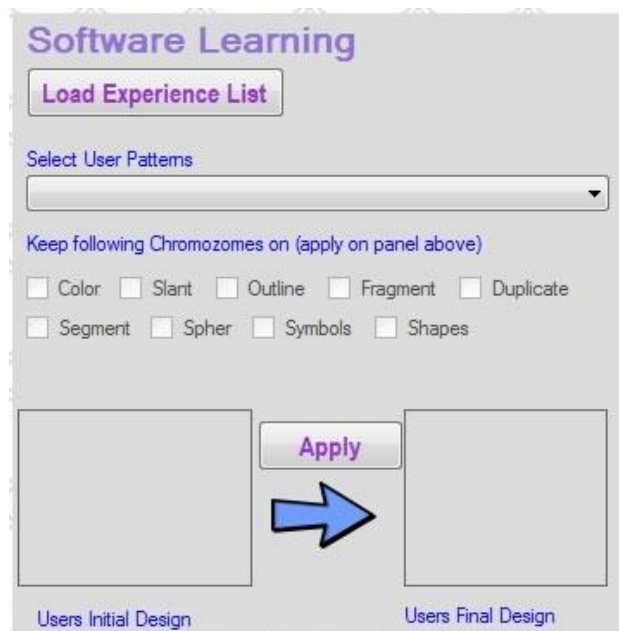 Software Learning
Load Experience List
Select User Patterns
Keep following Chromozomes on (apply on panel above)
Color Slant Outline Fragment Duplicate
Segment Spher Symbols Shapes
Apply
Users Initial Design Users Final Design